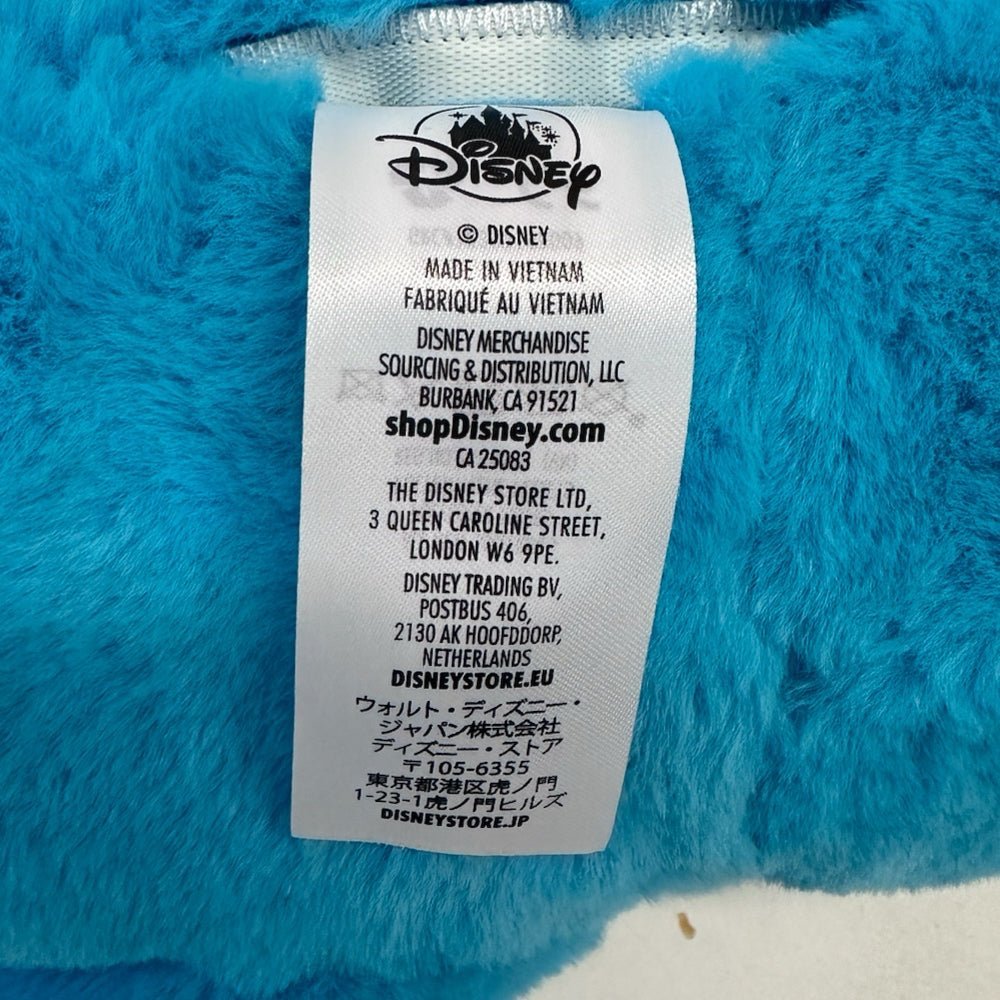 Disney
© DISNEY
MADE IN VIETNAM
FABRIQUÉ AU VIETNAM
DISNEY MERCHANDISE
SOURCING & DISTRIBUTION, LLC
BURBANK, CA 91521
shopDisney.com
CA 25083
THE DISNEY STORE LTD,
3 QUEEN CAROLINE STREET,
LONDON W6 9PE.
DISNEY TRADING BV,
POSTBUS 406,
2130 AK HOOFDDORP,
NETHERLANDS
DISNEYSTORE.EU
ウォルト・ディズニー・
ジャパン株式会社
ディズニー・ストア
〒105-6355
東京都港区虎ノ門
1-23-1虎ノ門ヒルズ
DISNEYSTORE.JP